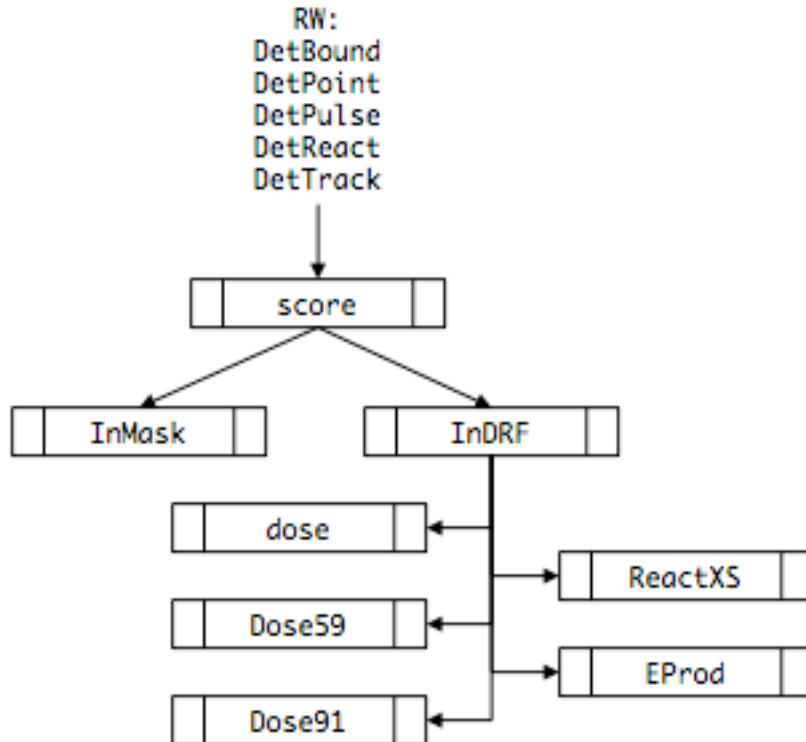 RW:
DetBound
DetPoint
DetPulse
DetReact
DetTrack
score
InMask
InDRF
dose
ReactXS
Dose59
EProd
Dose91